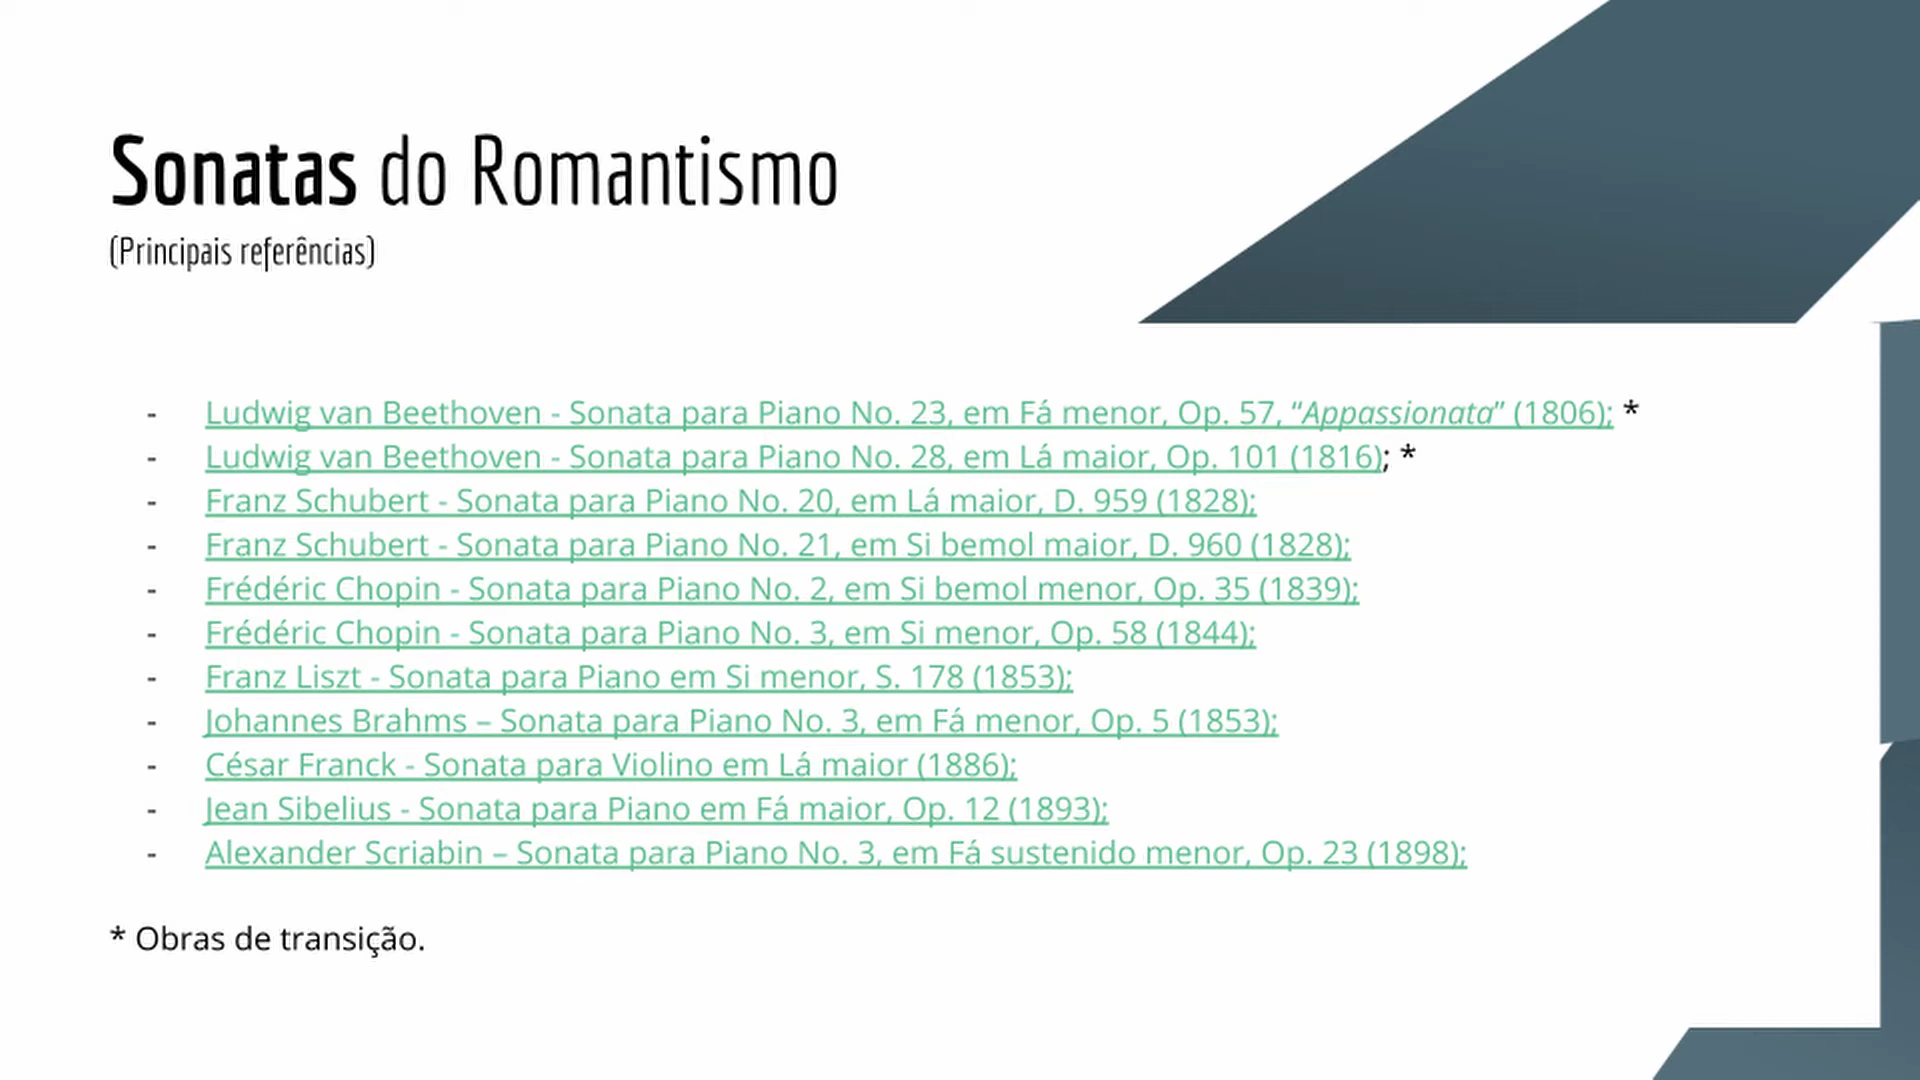 Sonatas do Romantismo
(Principais referências)
- Ludwig van Beethoven - Sonata para Piano No. 23, em Fá menor, Op. 57, “Appassionata” (1806); *
- Ludwig van Beethoven - Sonata para Piano No. 28, em Lá maior, Op. 101 (1816); *
- Franz Schubert - Sonata para Piano No. 20, em Lá maior, D. 959 (1828);
- Franz Schubert - Sonata para Piano No. 21, em Si bemol maior, D. 960 (1828);
- Frédéric Chopin - Sonata para Piano No. 2, em Si bemol menor, Op. 35 (1839);
- Frédéric Chopin - Sonata para Piano No. 3, em Si menor, Op. 58 (1844);
- Franz Liszt - Sonata para Piano em Si menor, S. 178 (1853);
- Johannes Brahms – Sonata para Piano No. 3, em Fá menor, Op. 5 (1853);
- César Franck - Sonata para Violino em Lá maior (1886);
- Jean Sibelius - Sonata para Piano em Fá maior, Op. 12 (1893);
- Alexander Scriabin – Sonata para Piano No. 3, em Fá sustenido menor, Op. 23 (1898);
* Obras de transição.